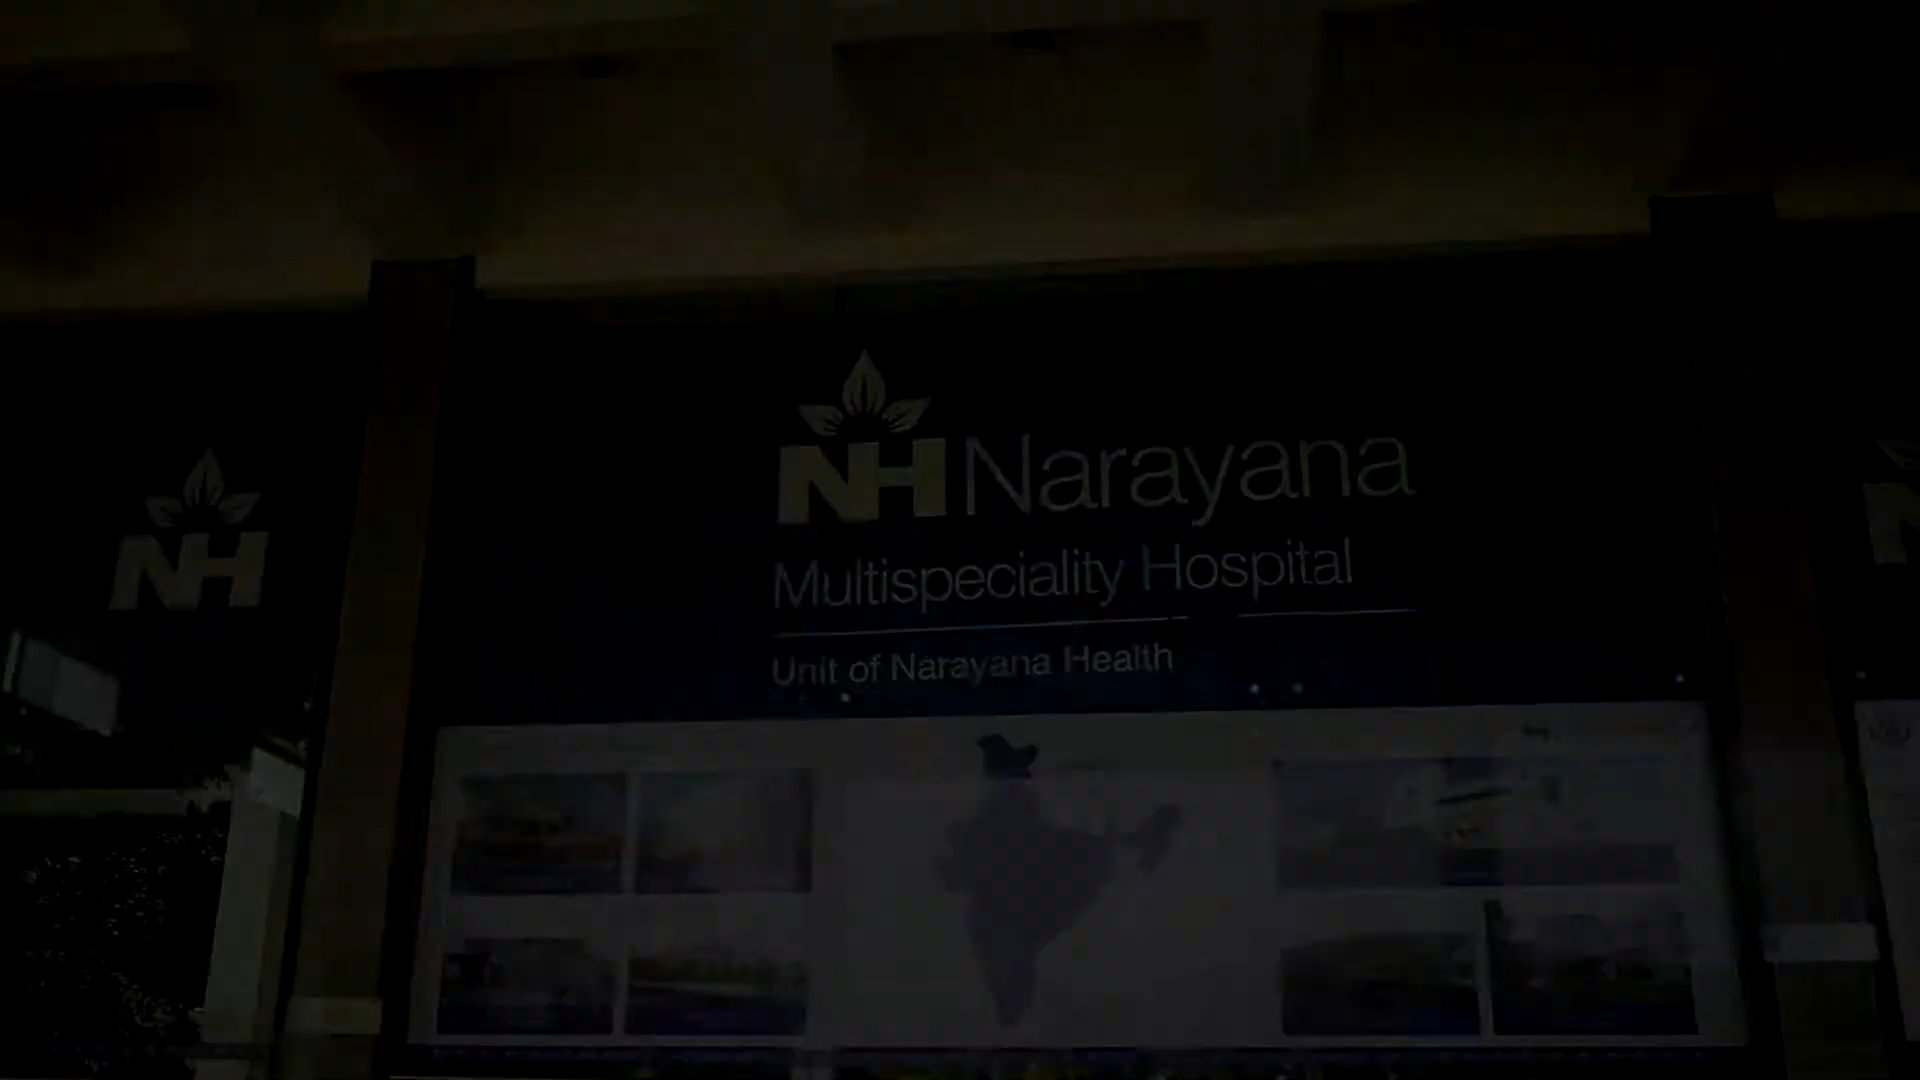 NH
NH Narayana
Multispeciality Hospital
Unit of Narayana Health